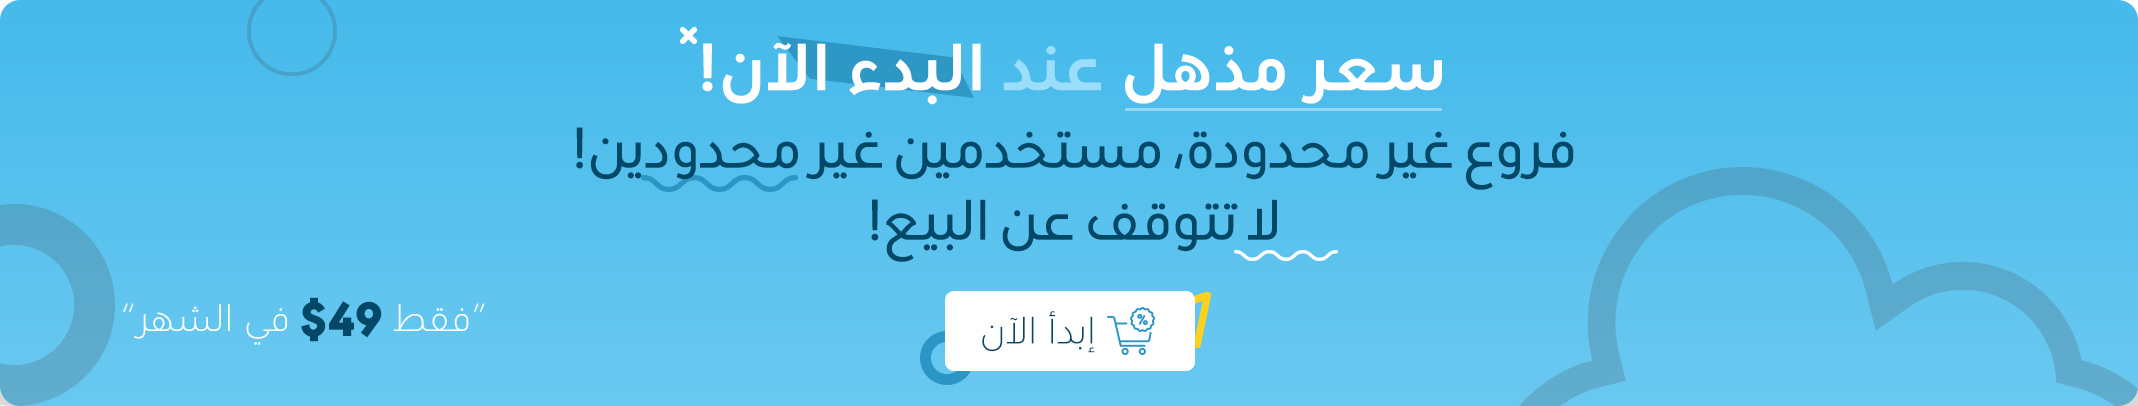 سعر مذهل عند البدء الآن!
فروع غير محدودة، مستخدمين غير محدودين!
لا تتوقف عن البيع!
إبدأ الآن
”فقط 49$ في الشهر“